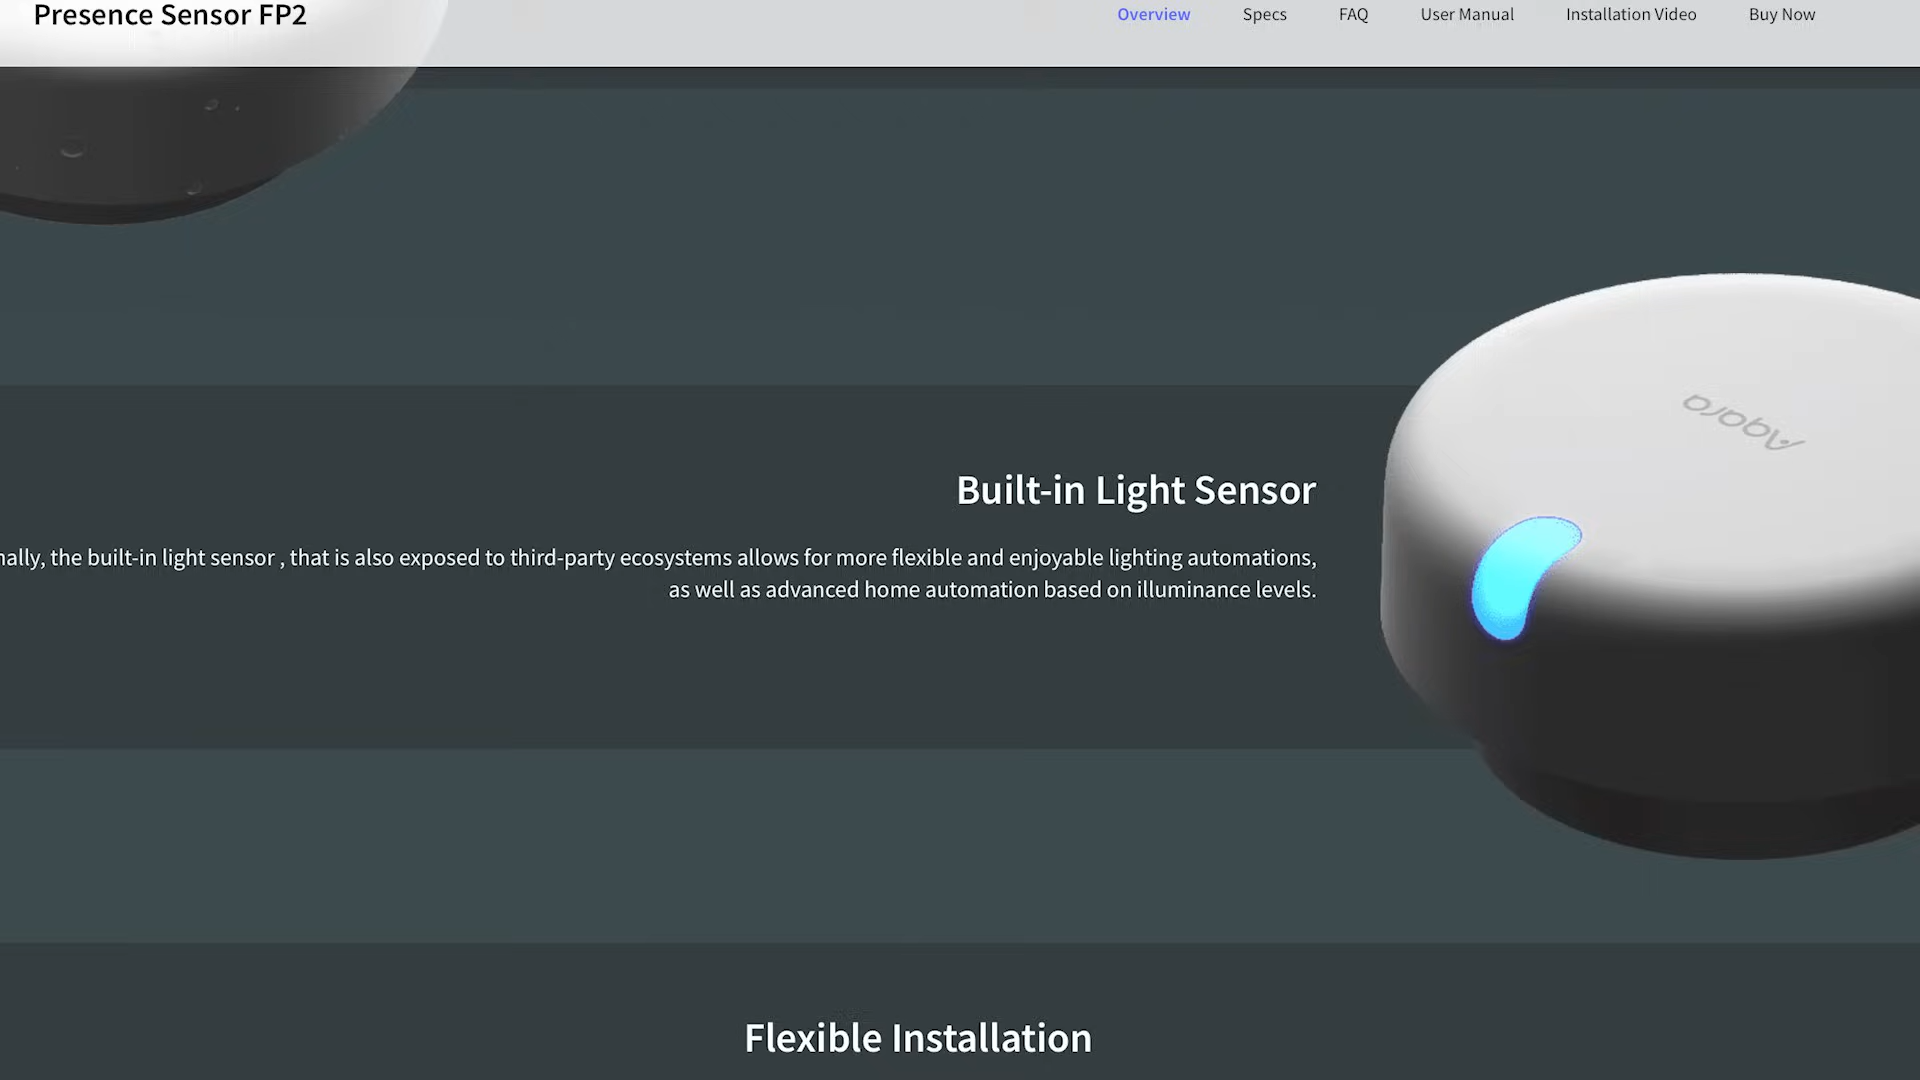 Presence Sensor FP2
Overview Specs FAQ User Manual Installation Video Buy Now
Aqara
Built-in Light Sensor
the built-in light sensor , that is also exposed to third-party ecosystems allows for more flexible and enjoyable lighting automations,
as well as advanced home automation based on illuminance levels.
Flexible Installation